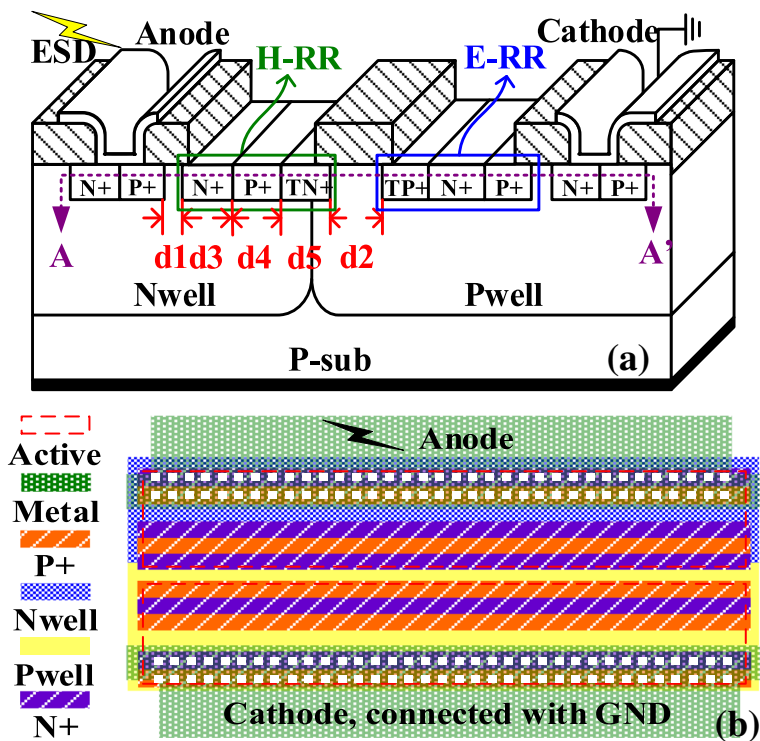 ESD
Anode
Cathode
H-RR
E-RR
N+ P+ N+ P+ TN+ TP+ N+ P+ N+ P+
A
d1 d3 d4 d5 d2
A'
Nwell
Pwell
P-sub
(a)
Active
Metal
P+
Nwell
Pwell
N+
Anode
Cathode, connected with GND
(b)